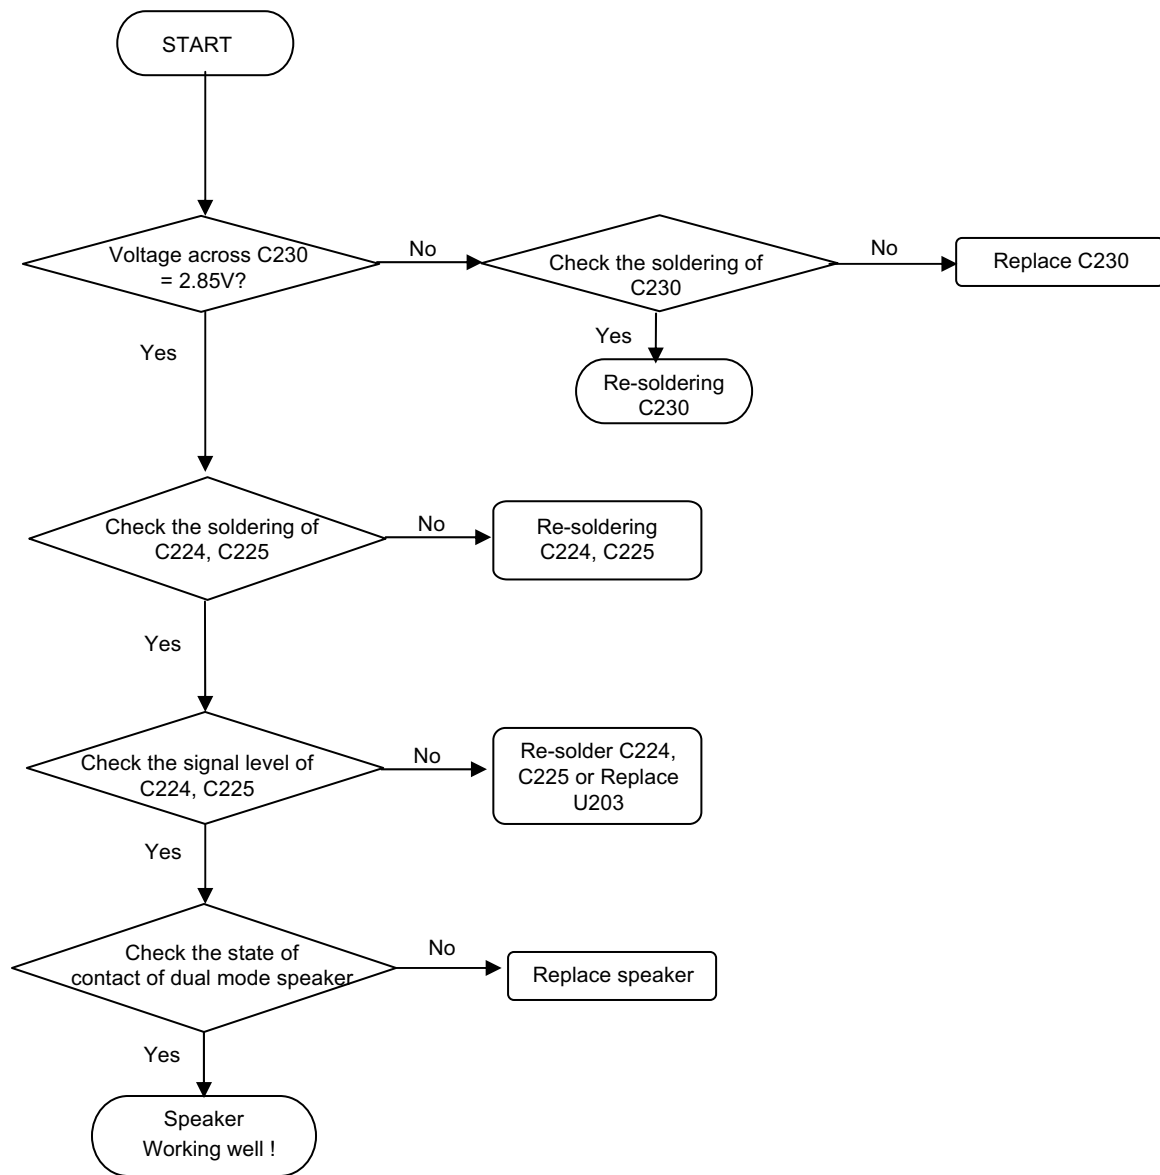 START
Voltage across C230
= 2.85V?
No
Check the soldering of
C230
No
Replace C230
Yes
Yes
Re-soldering
C230
Check the soldering of
C224, C225
No
Re-soldering
C224, C225
Yes
Check the signal level of
C224, C225
No
Re-solder C224,
C225 or Replace
U203
Yes
Check the state of
contact of dual mode speaker
No
Replace speaker
Yes
Speaker
Working well !